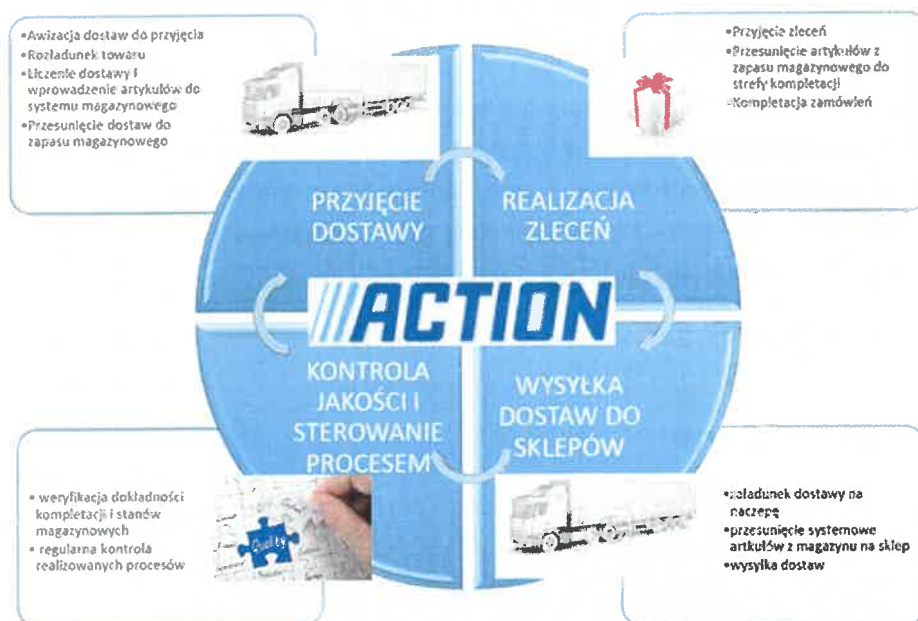 •Awizacja dostaw do przyjęcia
•Rozładunek towaru
•Liczenie dostawy i
wprowadzenie artykułów do
systemu magazynowego
•Przesunięcie dostaw do
zapasu magazynowego
•Przyjęcie zleceń
•Przesunięcie artykułów z
zapasu magazynowego do
strefy kompletacji
•Kompletacja zamówień
PRZYJĘCIE
DOSTAWY
REALIZACJA
ZLECEŃ
ACTION
KONTROLA
JAKOŚCI I
STEROWANIE
PROCESEM
WYSYŁKA
DOSTAW DO
SKLEPÓW
• weryfikacja dokładności
kompletacji i stanów
magazynowych
• regularna kontrola
realizowanych procesów
Quality
•załadunek dostawy na
naczepę
•przesunięcie systemowe
artkułów z magazynu na sklep
•wysyłka dostaw